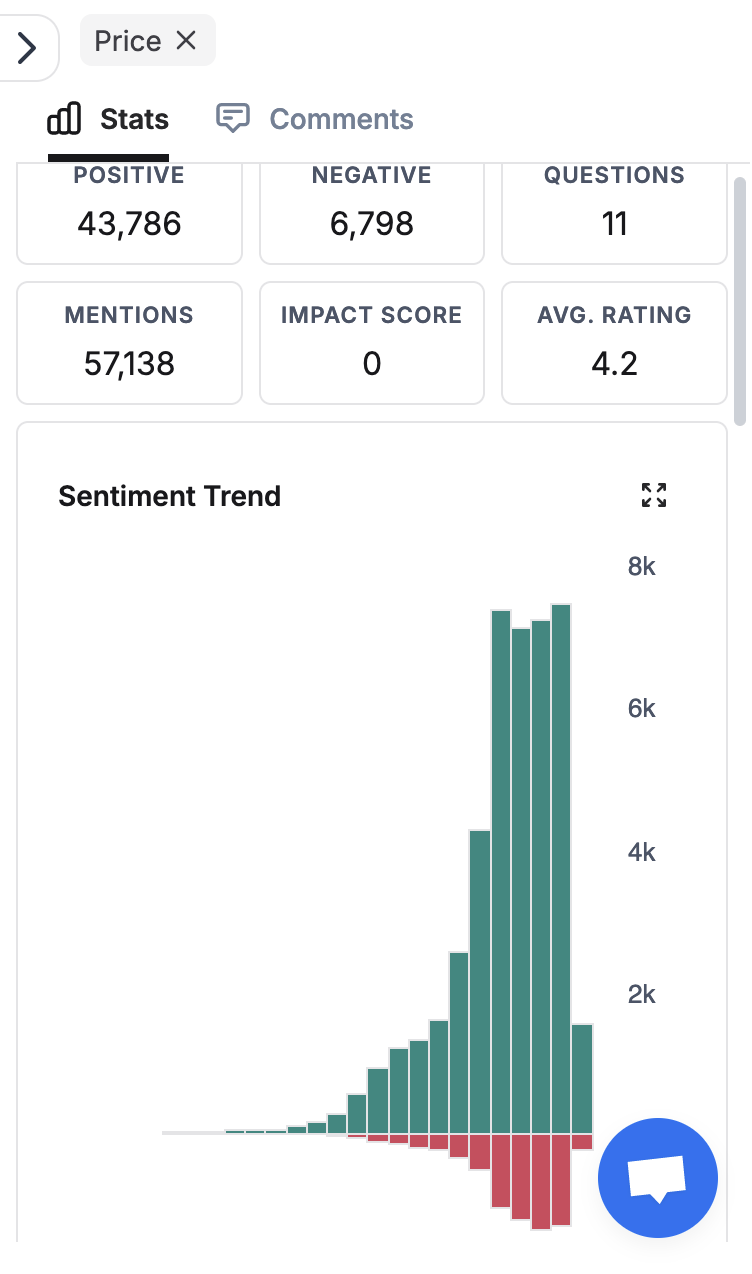 Price
Stats Comments
POSITIVE NEGATIVE QUESTIONS
43,786 6,798 11
MENTIONS IMPACT SCORE AVG. RATING
57,138 0 4.2
Sentiment Trend
8k
6k
4k
2k